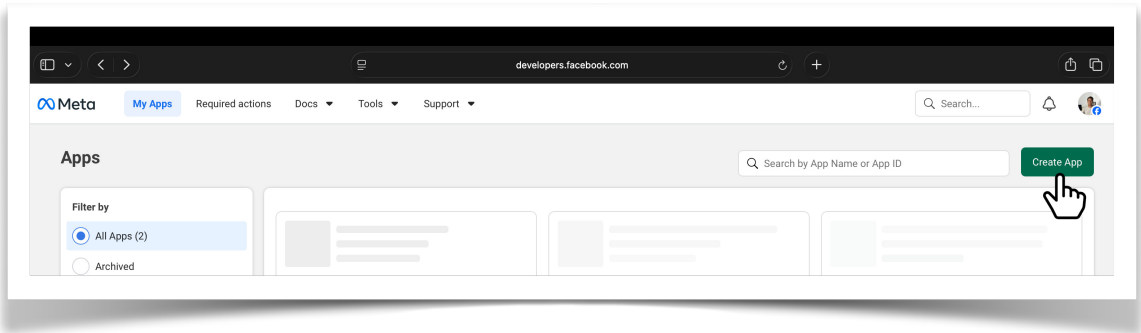 developers.facebook.com
Meta My Apps Required actions Docs Tools Support Search...
Apps Search by App Name or App ID Create App
Filter by
All Apps (2)
Archived